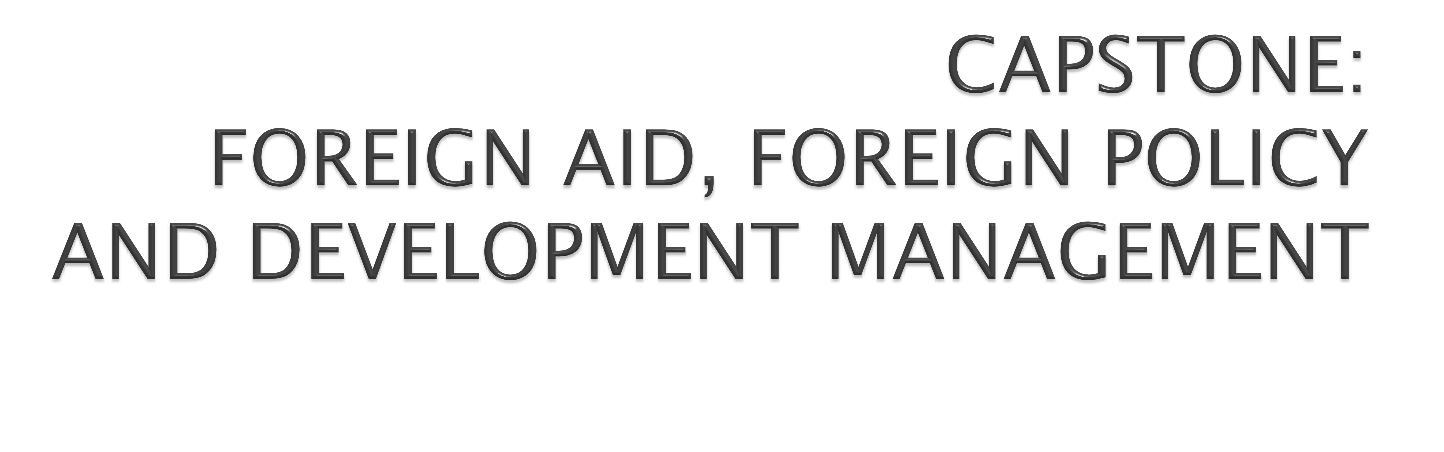 CAPSTONE:
FOREIGN AID, FOREIGN POLICY
AND DEVELOPMENT MANAGEMENT